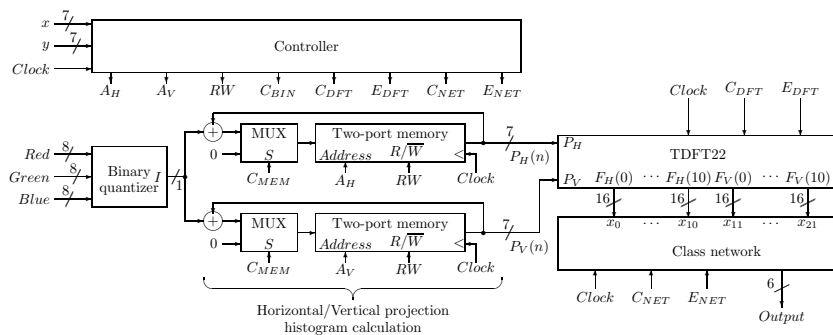 x 7
y 7
Clock
Controller
A_H A_V RW C_BIN C_DFT E_DFT C_NET E_NET
Clock C_DFT E_DFT
Red 8
Green 8
Blue 8
Binary quantizer I
1
+
0
MUX
S
C_MEM
Two-port memory
Address R/W̅
A_H RW Clock
7
P_H(n)
+
0
MUX
S
C_MEM
Two-port memory
Address R/W̅
A_V RW Clock
7
P_V(n)
P_H
TDFT22
P_V F_H(0) ··· F_H(10) F_V(0) ··· F_V(10)
16 16 16 16
x_0 ··· x_10 x_11 ··· x_21
Class network
Clock C_NET E_NET
6
Output
Horizontal/Vertical projection
histogram calculation